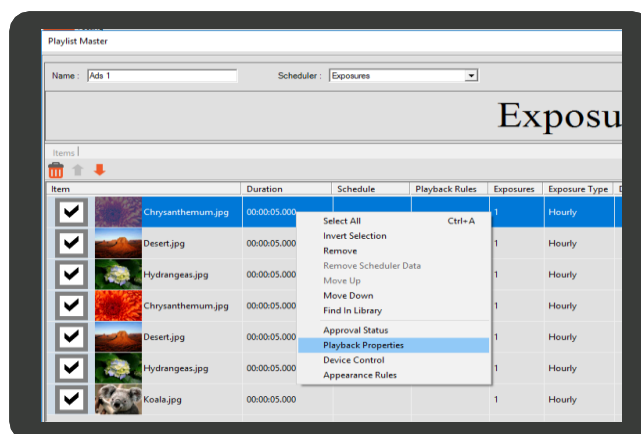 Playlist Master
Name : Ads 1 Scheduler : Exposures
Exposu
Items
Item Duration Schedule Playback Rules Exposures Exposure Type D
Chrysanthemum.jpg 00:00:05.000 1 Hourly
Desert.jpg 00:00:05.000 1 Hourly
Hydrangeas.jpg 00:00:05.000 1 Hourly
Chrysanthemum.jpg 00:00:05.000 1 Hourly
Desert.jpg 00:00:05.000 1 Hourly
Hydrangeas.jpg 00:00:05.000 1 Hourly
Koala.jpg 00:00:05.000 1 Hourly
Select All Ctrl+A
Invert Selection
Remove
Remove Scheduler Data
Move Up
Move Down
Find In Library
Approval Status
Playback Properties
Device Control
Appearance Rules